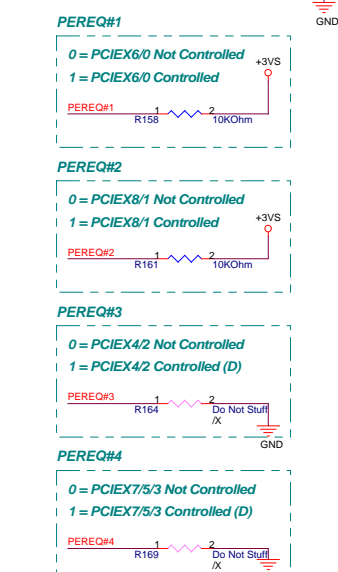 GND
PEREQ#1
0 = PCIEX6/0 Not Controlled
1 = PCIEX6/0 Controlled
+3VS
PEREQ#1
1
2
R158
10KOhm
PEREQ#2
0 = PCIEX8/1 Not Controlled
1 = PCIEX8/1 Controlled
+3VS
PEREQ#2
1
2
R161
10KOhm
PEREQ#3
0 = PCIEX4/2 Not Controlled
1 = PCIEX4/2 Controlled (D)
PEREQ#3
1
2
R164
Do Not Stuff
/X
GND
PEREQ#4
0 = PCIEX7/5/3 Not Controlled
1 = PCIEX7/5/3 Controlled (D)
PEREQ#4
1
2
R169
Do Not Stuff
/X